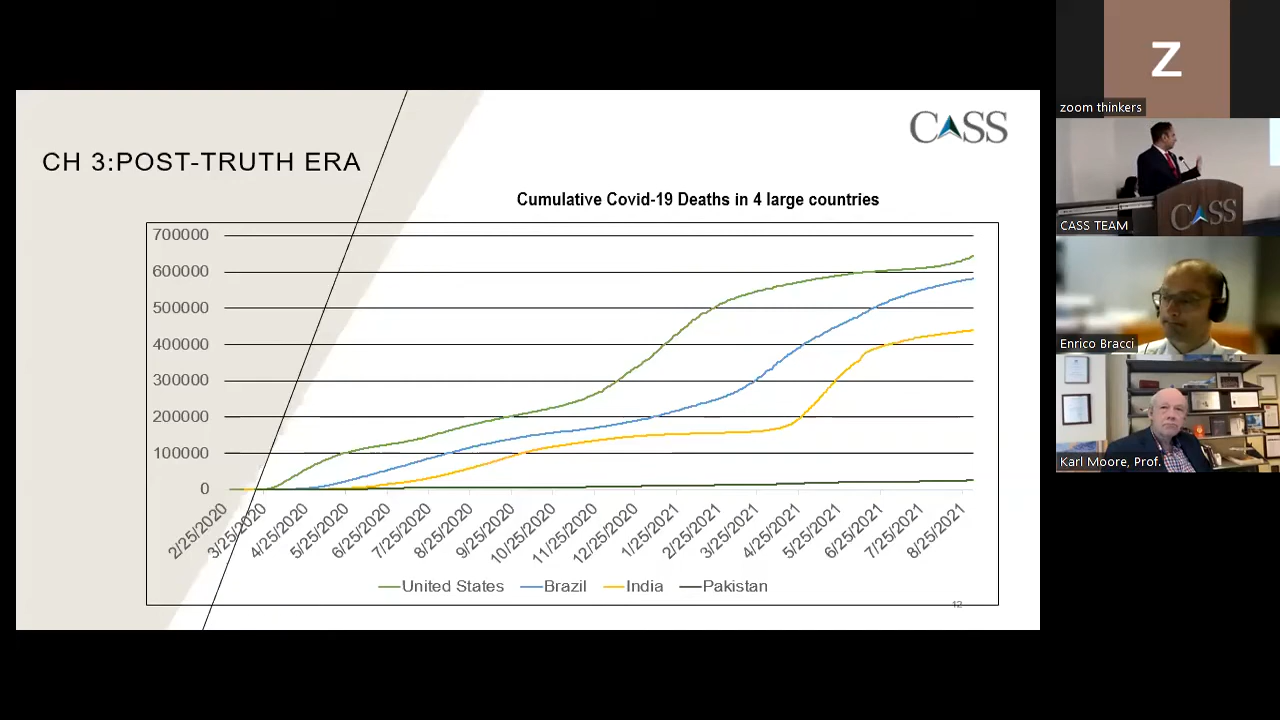 CH 3:POST-TRUTH ERA
CASS
Cumulative Covid-19 Deaths in 4 large countries
700000
600000
500000
400000
300000
200000
100000
0
2/25/2020
3/25/2020
4/25/2020
5/25/2020
6/25/2020
7/25/2020
8/25/2020
9/25/2020
10/25/2020
11/25/2020
12/25/2020
1/25/2021
2/25/2021
3/25/2021
4/25/2021
5/25/2021
6/25/2021
7/25/2021
8/25/2021
United States Brazil India Pakistan
12
Z
zoom thinkers
CASS
CASS TEAM
Enrico Bracci
Karl Moore, Prof.